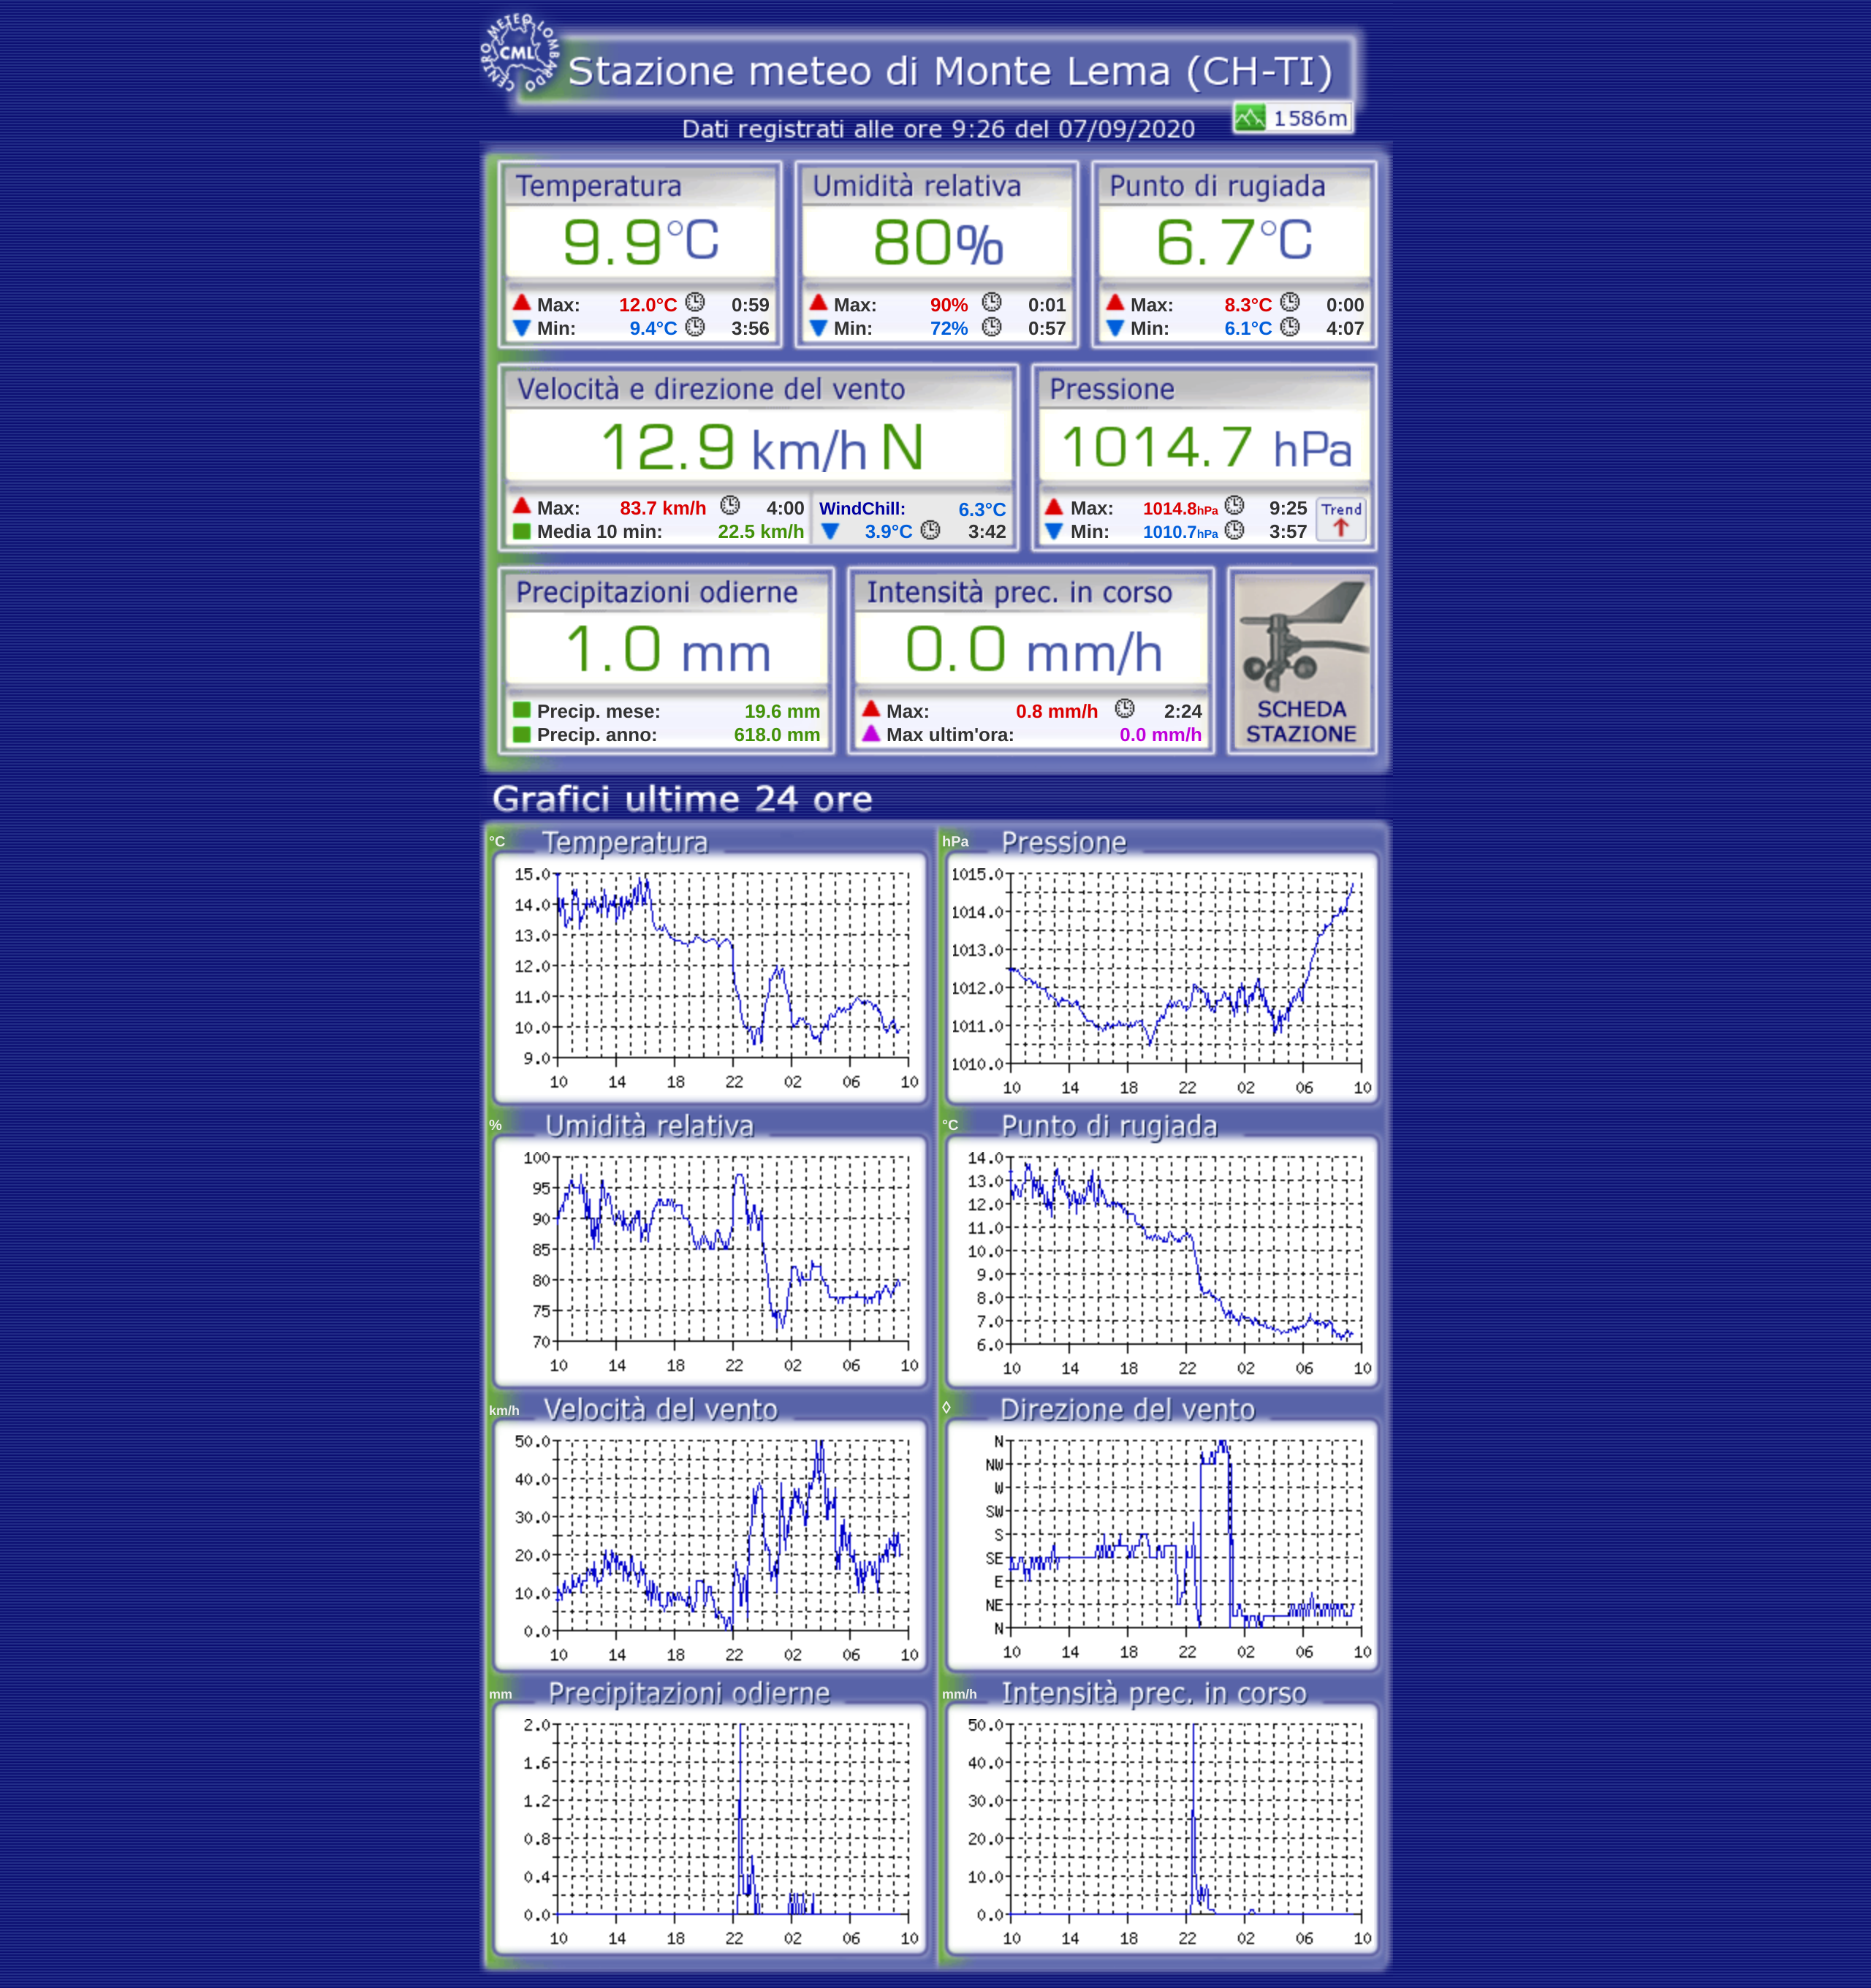 CENTRO METEO LOMBARDO
CML
Stazione meteo di Monte Lema (CH-TI)
1586m
Dati registrati alle ore 9:26 del 07/09/2020
Temperatura
9.9°C
Max: 12.0°C 0:59
Min: 9.4°C 3:56
Umidità relativa
80%
Max: 90% 0:01
Min: 72% 0:57
Punto di rugiada
6.7°C
Max: 8.3°C 0:00
Min: 6.1°C 4:07
Velocità e direzione del vento
12.9 km/h N
Max: 83.7 km/h 4:00
Media 10 min: 22.5 km/h
WindChill: 6.3°C
3.9°C 3:42
Pressione
1014.7 hPa
Max: 1014.8hPa 9:25
Min: 1010.7hPa 3:57
Trend
Precipitazioni odierne
1.0 mm
Precip. mese: 19.6 mm
Precip. anno: 618.0 mm
Intensità prec. in corso
0.0 mm/h
Max: 0.8 mm/h 2:24
Max ultim'ora: 0.0 mm/h
SCHEDA
STAZIONE
Grafici ultime 24 ore
°C Temperatura
15.0
14.0
13.0
12.0
11.0
10.0
9.0
10 14 18 22 02 06 10
hPa Pressione
1015.0
1014.0
1013.0
1012.0
1011.0
1010.0
10 14 18 22 02 06 10
% Umidità relativa
100
95
90
85
80
75
70
10 14 18 22 02 06 10
°C Punto di rugiada
14.0
13.0
12.0
11.0
10.0
9.0
8.0
7.0
6.0
10 14 18 22 02 06 10
km/h Velocità del vento
50.0
40.0
30.0
20.0
10.0
0.0
10 14 18 22 02 06 10
◊ Direzione del vento
N
NW
W
SW
S
SE
E
NE
N
10 14 18 22 02 06 10
mm Precipitazioni odierne
2.0
1.6
1.2
0.8
0.4
0.0
10 14 18 22 02 06 10
mm/h Intensità prec. in corso
50.0
40.0
30.0
20.0
10.0
0.0
10 14 18 22 02 06 10